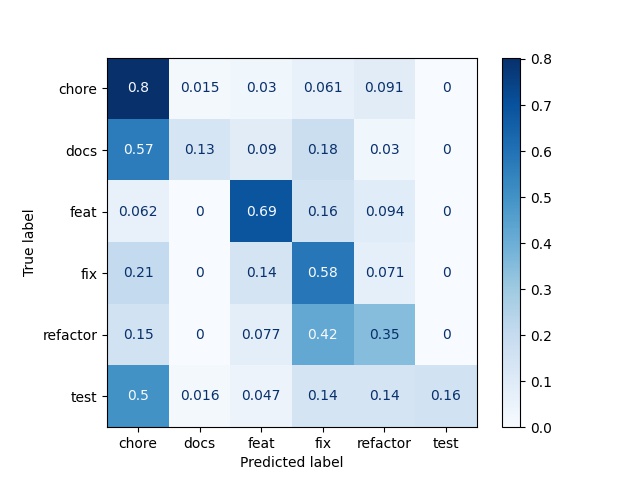 chore 0.8 0.015 0.03 0.061 0.091 0
docs 0.57 0.13 0.09 0.18 0.03 0
feat 0.062 0 0.69 0.16 0.094 0
fix 0.21 0 0.14 0.58 0.071 0
refactor 0.15 0 0.077 0.42 0.35 0
test 0.5 0.016 0.047 0.14 0.14 0.16
chore docs feat fix refactor test
Predicted label
True label
0.8
0.7
0.6
0.5
0.4
0.3
0.2
0.1
0.0